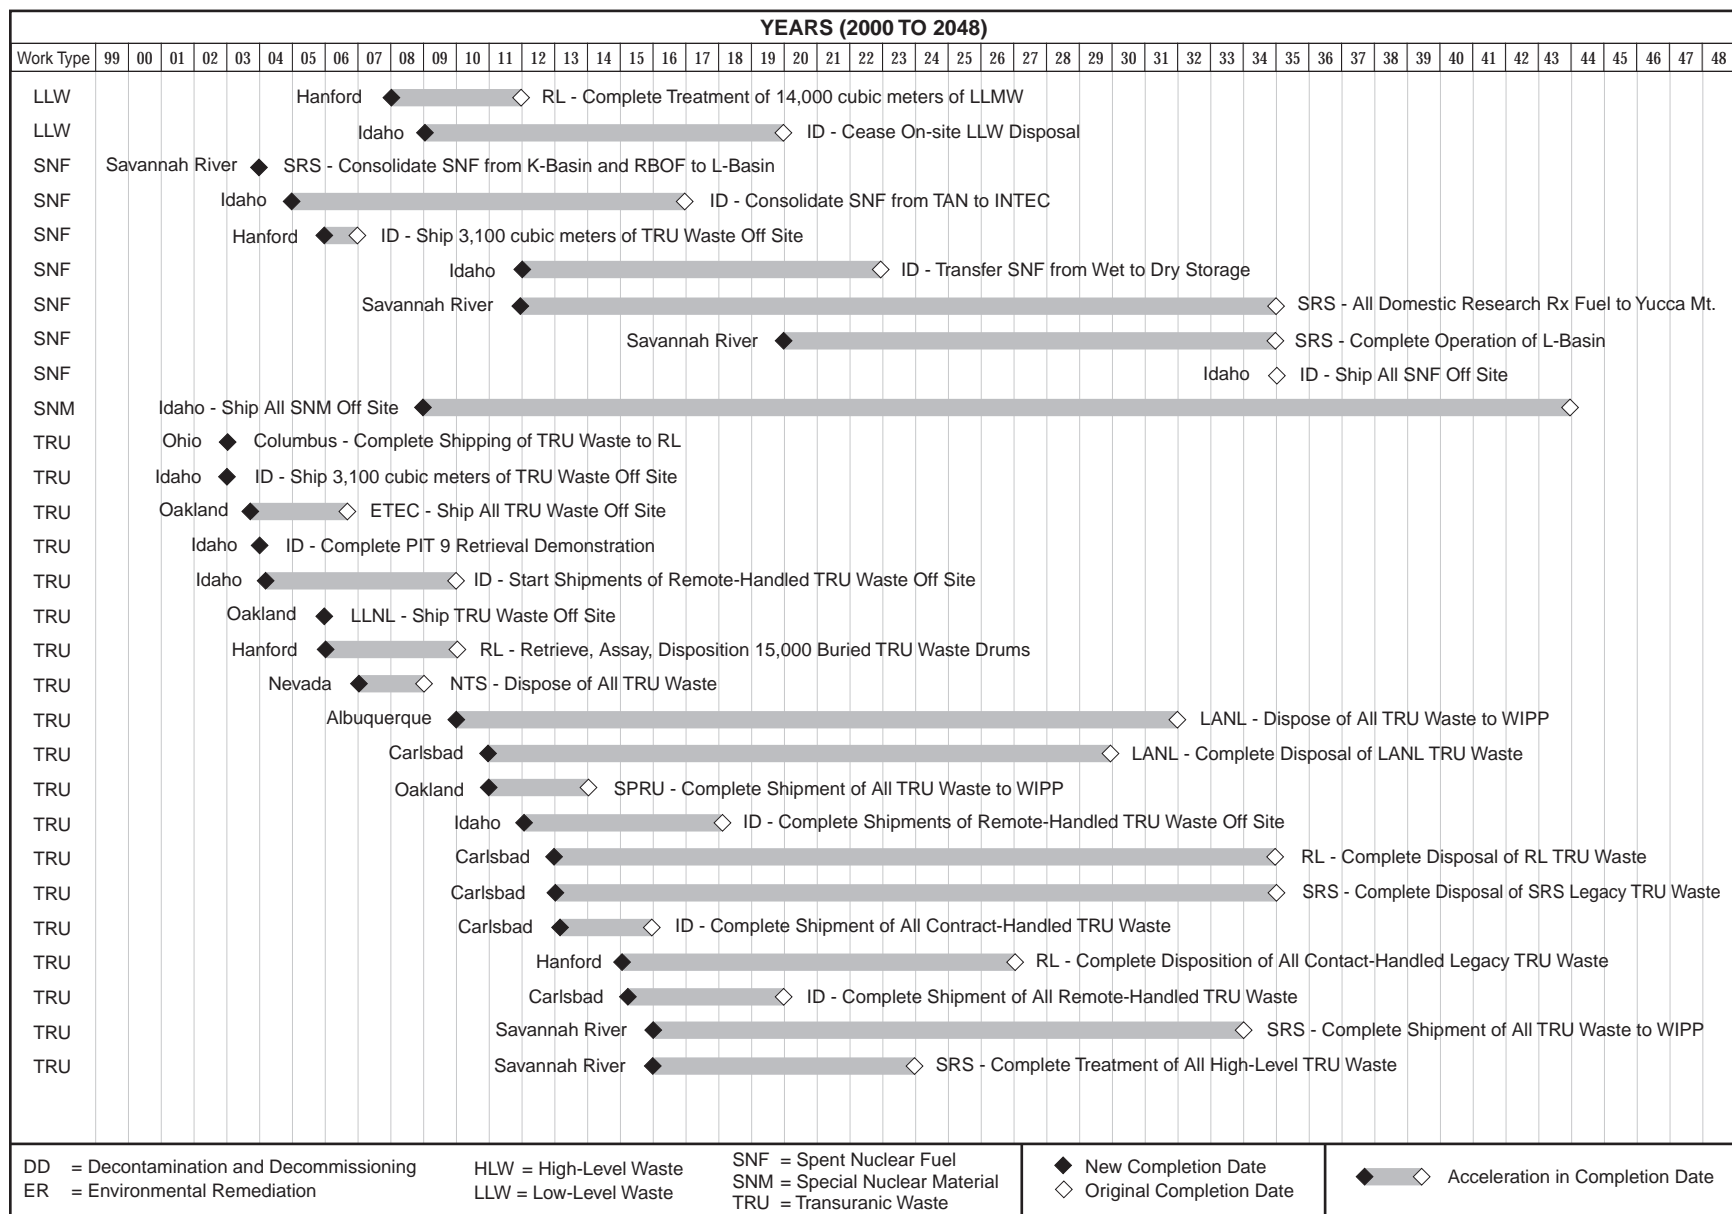 YEARS (2000 TO 2048)
Work Type 99 00 01 02 03 04 05 06 07 08 09 10 11 12 13 14 15 16 17 18 19 20 22 23 24 25 26 27 28 29 30 31 32 33 34 35 36 37 38 39 40 41 42 43 44 45 46 47 48
LLW Hanford RL - Complete Treatment of 14,000 cubic meters of LLMW
LLW Idaho ID - Cease On-site LLW Disposal
SNF Savannah River SRS - Consolidate SNF from K-Basin and RBOF to L-Basin
SNF Idaho ID - Consolidate SNF from TAN to INTEC
SNF Hanford ID - Ship 3,100 cubic meters of TRU Waste Off Site
SNF Idaho ID - Transfer SNF from Wet to Dry Storage
SNF Savannah River SRS - All Domestic Research Rx Fuel to Yucca Mt.
SNF Savannah River SRS - Complete Operation of L-Basin
SNF Idaho ID - Ship All SNF Off Site
SNM Idaho - Ship All SNM Off Site
TRU Ohio Columbus - Complete Shipping of TRU Waste to RL
TRU Idaho ID - Ship 3,100 cubic meters of TRU Waste Off Site
TRU Oakland ETEC - Ship All TRU Waste Off Site
TRU Idaho ID - Complete PIT 9 Retrieval Demonstration
TRU Idaho ID - Start Shipments of Remote-Handled TRU Waste Off Site
TRU Oakland LLNL - Ship TRU Waste Off Site
TRU Hanford RL - Retrieve, Assay, Disposition 15,000 Buried TRU Waste Drums
TRU Nevada NTS - Dispose of All TRU Waste
TRU Albuquerque LANL - Dispose of All TRU Waste to WIPP
TRU Carlsbad LANL - Complete Disposal of LANL TRU Waste
TRU Oakland SPRU - Complete Shipment of All TRU Waste to WIPP
TRU Idaho ID - Complete Shipments of Remote-Handled TRU Waste Off Site
TRU Carlsbad RL - Complete Disposal of RL TRU Waste
TRU Carlsbad SRS - Complete Disposal of SRS Legacy TRU Waste
TRU Carlsbad ID - Complete Shipment of All Contract-Handled TRU Waste
TRU Hanford RL - Complete Disposition of All Contact-Handled Legacy TRU Waste
TRU Carlsbad ID - Complete Shipment of All Remote-Handled TRU Waste
TRU Savannah River SRS - Complete Shipment of All TRU Waste to WIPP
TRU Savannah River SRS - Complete Treatment of All High-Level TRU Waste
DD = Decontamination and Decommissioning
ER = Environmental Remediation
HLW = High-Level Waste
LLW = Low-Level Waste
SNF = Spent Nuclear Fuel
SNM = Special Nuclear Material
TRU = Transuranic Waste
New Completion Date
Original Completion Date
Acceleration in Completion Date